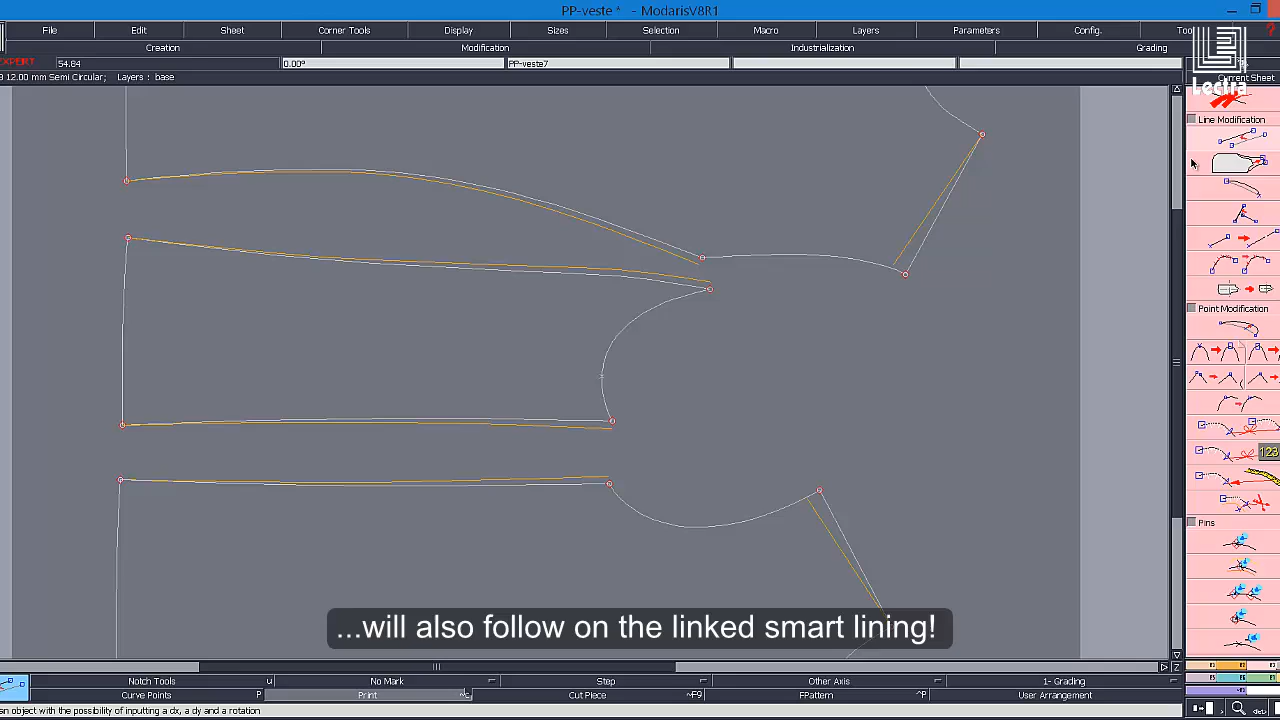 PP-veste * - ModarisV8R1
File Edit Sheet Corner Tools Display Sizes Selection Macro Layers Parameters Config.
Creation Modification Industrialization Grading
EXPERT 54.84 0.00° PP-veste7
12.00 mm Semi Circular; Layers : base
Current Sheet
Lectra
Line Modification
Point Modification
123
Pins
...will also follow on the linked smart lining!
Notch Tools U No Mark Step Other Axis 1- Grading
Curve Points P Print Cut Piece ~F9 FPattern ^P User Arrangement
an object with the possibility of inputting a dx, a dy and a rotation